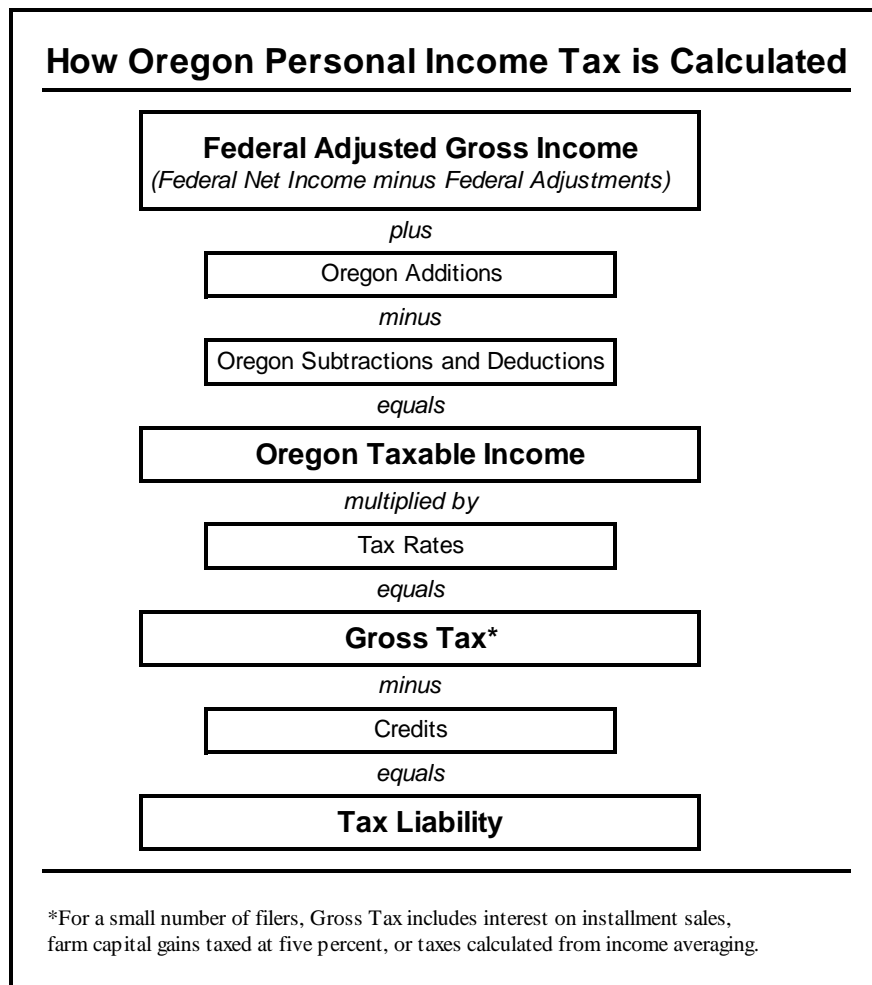 How Oregon Personal Income Tax is Calculated
Federal Adjusted Gross Income
(Federal Net Income minus Federal Adjustments)
plus
Oregon Additions
minus
Oregon Subtractions and Deductions
equals
Oregon Taxable Income
multiplied by
Tax Rates
equals
Gross Tax*
minus
Credits
equals
Tax Liability
*For a small number of filers, Gross Tax includes interest on installment sales,
farm capital gains taxed at five percent, or taxes calculated from income averaging.